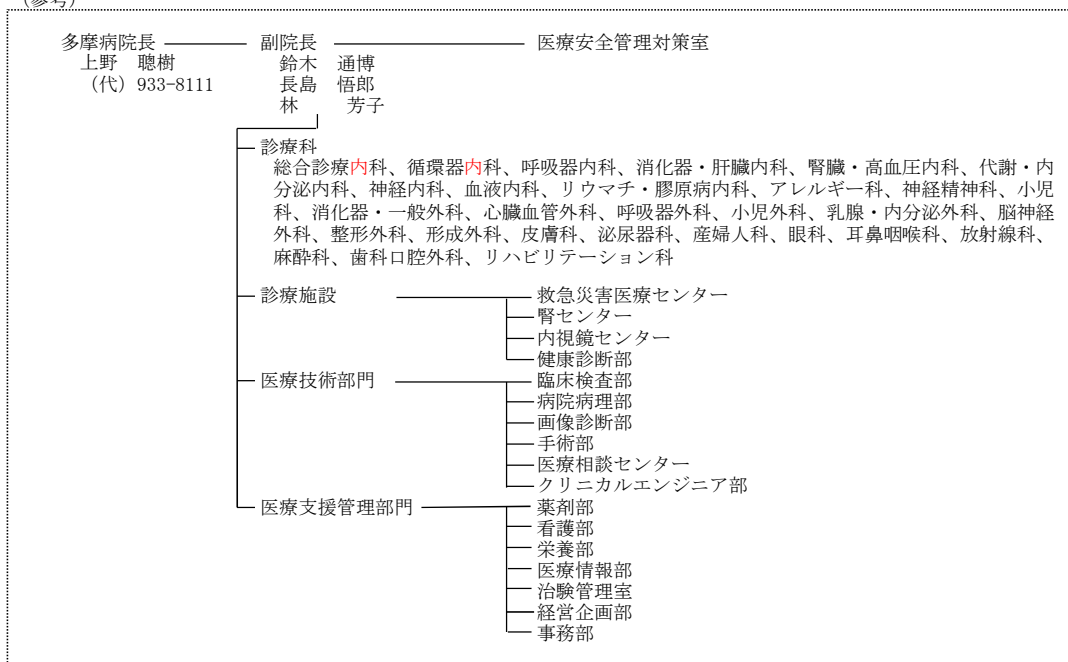 （参考）
多摩病院長 副院長 医療安全管理対策室
上野　聰樹 鈴木　通博
（代）933-8111 長島　悟郎
林　　芳子
診療科
総合診療内科、循環器内科、呼吸器内科、消化器・肝臓内科、腎臓・高血圧内科、代謝・内
分泌内科、神経内科、血液内科、リウマチ・膠原病内科、アレルギー科、神経精神科、小児
科、消化器・一般外科、心臓血管外科、呼吸器外科、小児外科、乳腺・内分泌外科、脳神経
外科、整形外科、形成外科、皮膚科、泌尿器科、産婦人科、眼科、耳鼻咽喉科、放射線科、
麻酔科、歯科口腔外科、リハビリテーション科
診療施設 救急災害医療センター
腎センター
内視鏡センター
健康診断部
医療技術部門 臨床検査部
病院病理部
画像診断部
手術部
医療相談センター
クリニカルエンジニア部
医療支援管理部門 薬剤部
看護部
栄養部
医療情報部
治験管理室
経営企画部
事務部